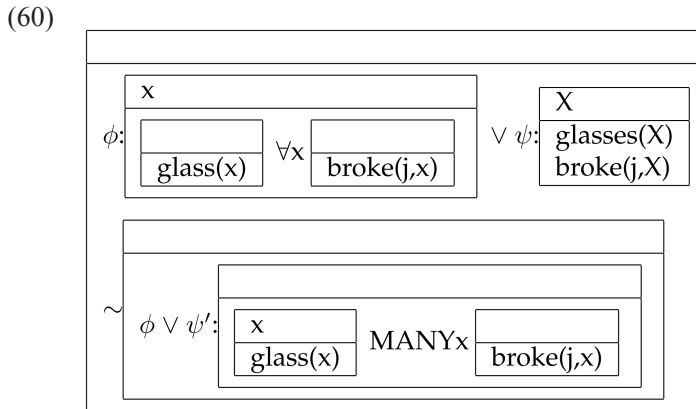 (60)
x
ϕ: glass(x) ∀x broke(j,x) ∨ ψ: X
glasses(X)
broke(j,X)
∼
ϕ ∨ ψ′: x
glass(x) MANYx broke(j,x)